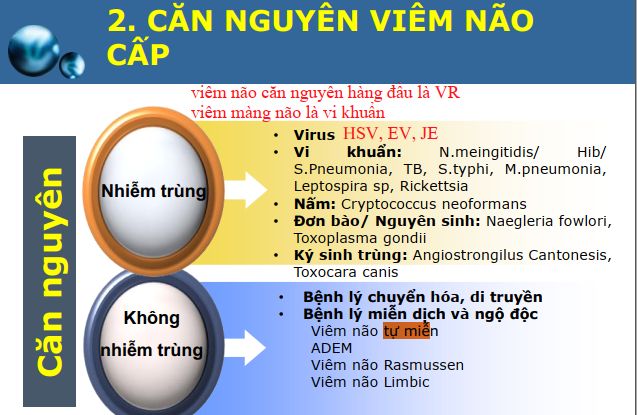 2. CĂN NGUYÊN VIÊM NÃO
CẤP
viêm não căn nguyên hàng đầu là VR
viêm màng não là vi khuẩn
Căn nguyên
Nhiễm trùng
• Virus HSV, EV, JE
• Vi khuẩn: N.meingitidis/ Hib/
S.Pneumonia, TB, S.typhi, M.pneumonia,
Leptospira sp, Rickettsia
• Nấm: Cryptococcus neoformans
• Đơn bào/ Nguyên sinh: Naegleria fowlori,
Toxoplasma gondii
• Ký sinh trùng: Angiostrongilus Cantonesis,
Toxocara canis
Không
nhiễm trùng
• Bệnh lý chuyển hóa, di truyền
• Bệnh lý miễn dịch và ngộ độc
Viêm não tự miễn
ADEM
Viêm não Rasmussen
Viêm não Limbic